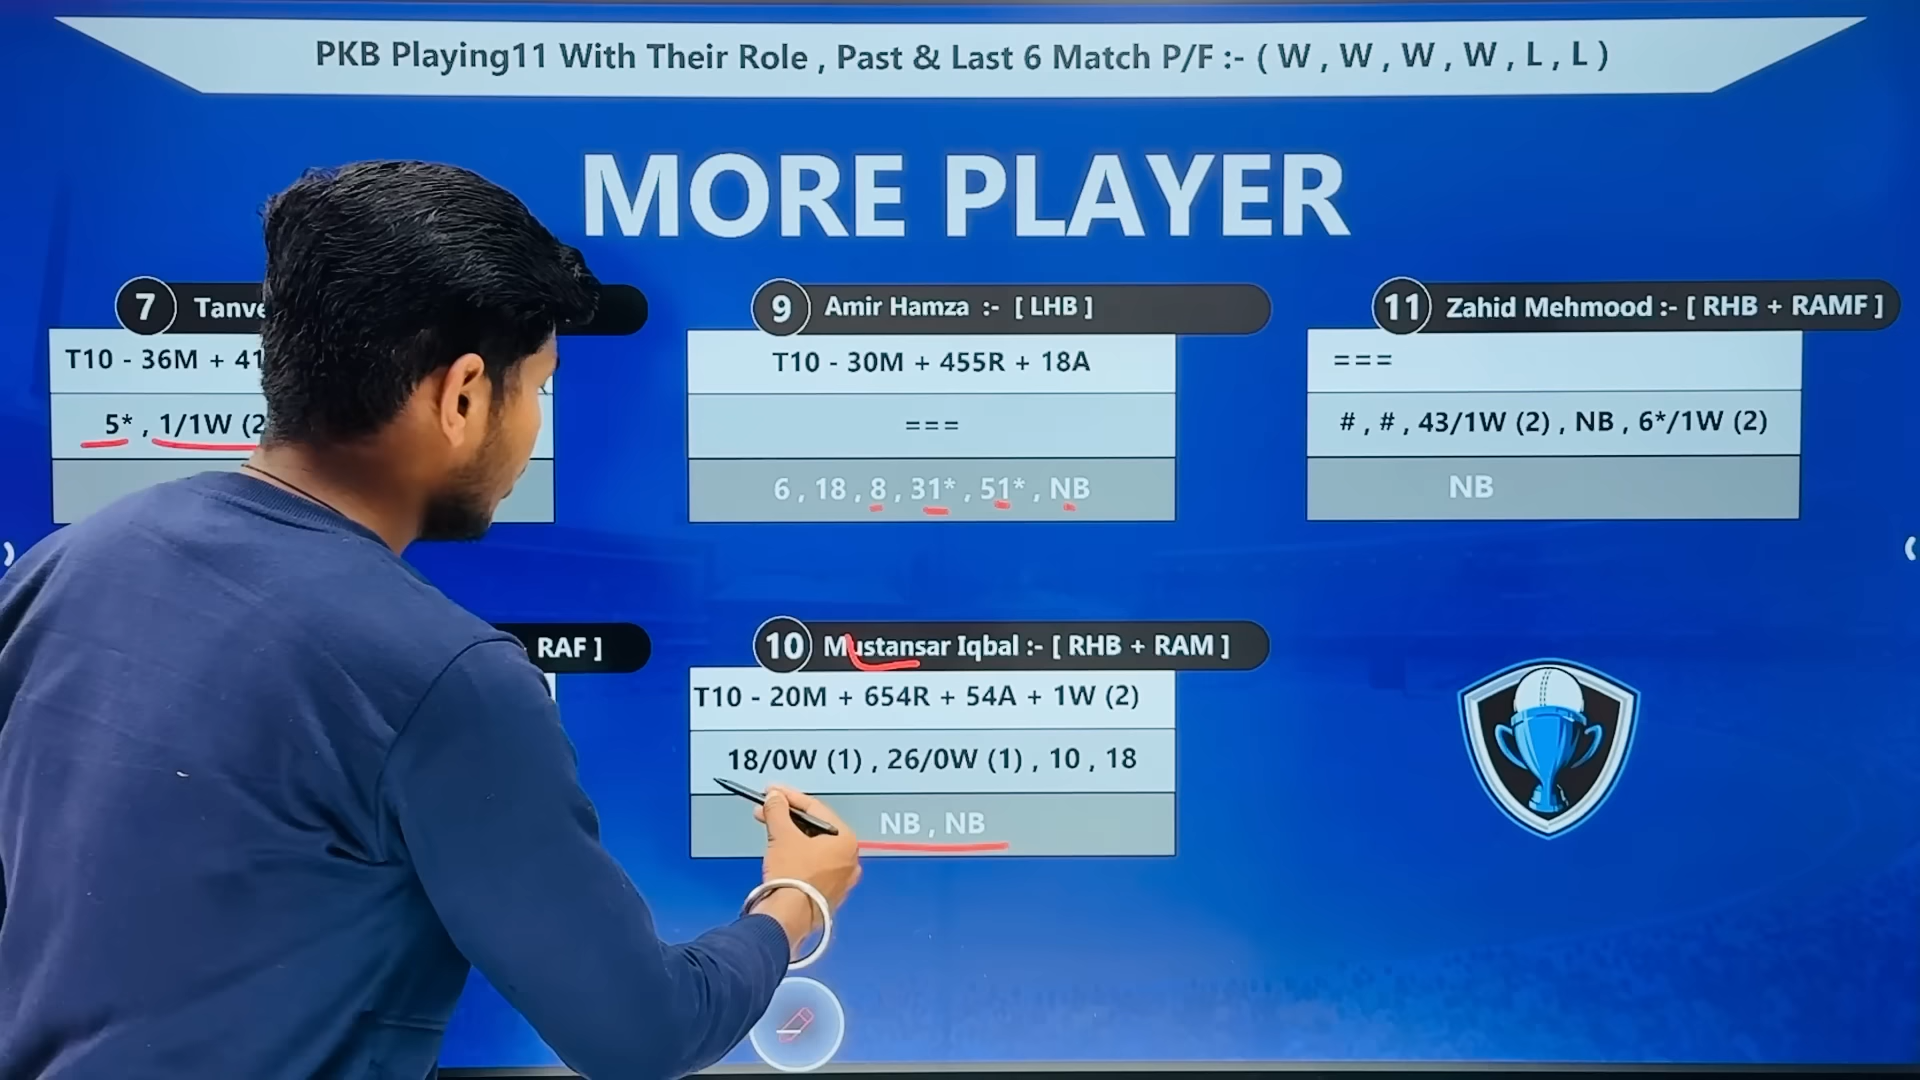 PKB Playing11 With Their Role , Past & Last 6 Match P/F :- ( W , W , W , W , L , L )
MORE PLAYER
7
T10 - 36M + 41
5* , 1/1W (2
9 Amir Hamza :- [ LHB ]
T10 - 30M + 455R + 18A
===
6 , 18 , 8 , 31* , 51* , NB
11 Zahid Mehmood :- [ RHB + RAMF ]
===
# , # , 43/1W (2) , NB , 6*/1W (2)
NB
RAF ]
10 Mustansar Iqbal :- [ RHB + RAM ]
T10 - 20M + 654R + 54A + 1W (2)
18/0W (1) , 26/0W (1) , 10 , 18
NB , NB